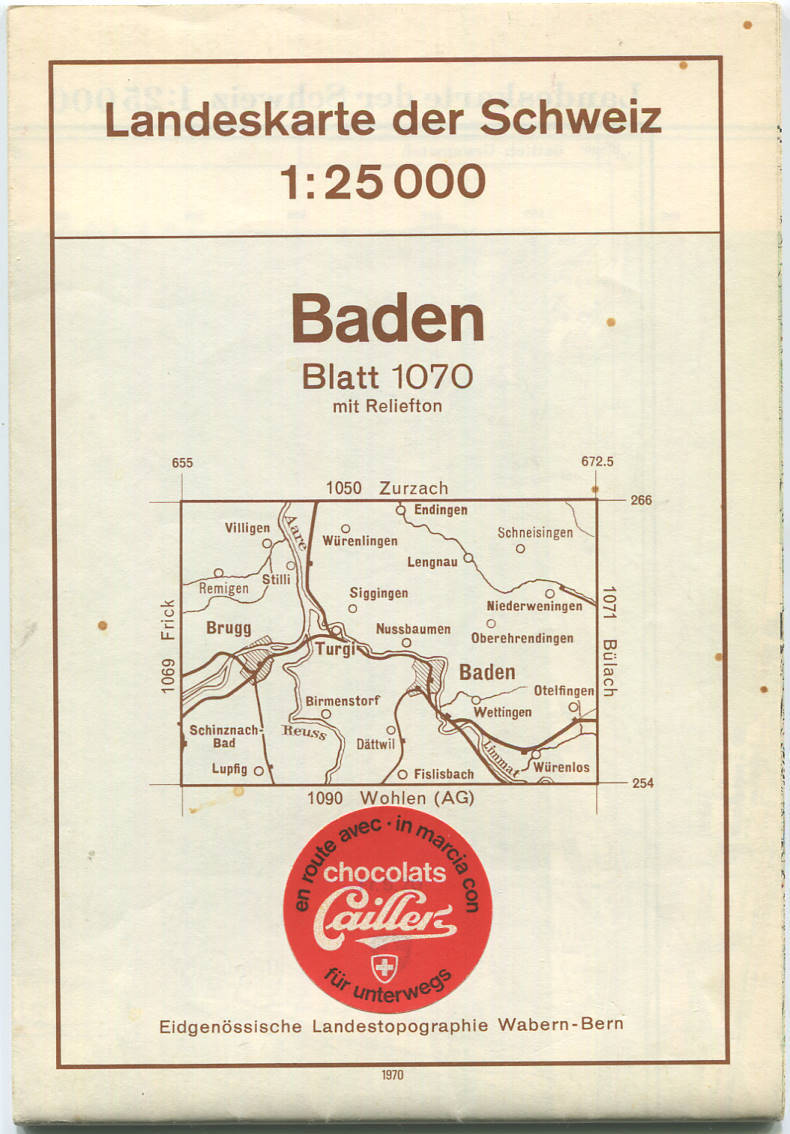 Landeskarte der Schweiz
1:25 000
Baden
Blatt 1070
mit Reliefton
655
672.5
1050 Zurzach
266
Endingen
Villigen
Aare
Würenlingen
Schneisingen
Lengnau
Remigen
Stilli
Siggingen
Niederweningen
1069 Frick
1071 Bülach
Brugg
Nussbaumen
Oberehrendingen
Turgi
Baden
Otelfingen
Birmenstorf
Wettingen
Schinznach-
Bad
Reuss
Dättwil
Limmat
Lupfig
Fislisbach
Würenlos
254
1090 Wohlen (AG)
en route avec · in marcia con
chocolats
Cailler
für unterwegs
Eidgenössische Landestopographie Wabern-Bern
1970